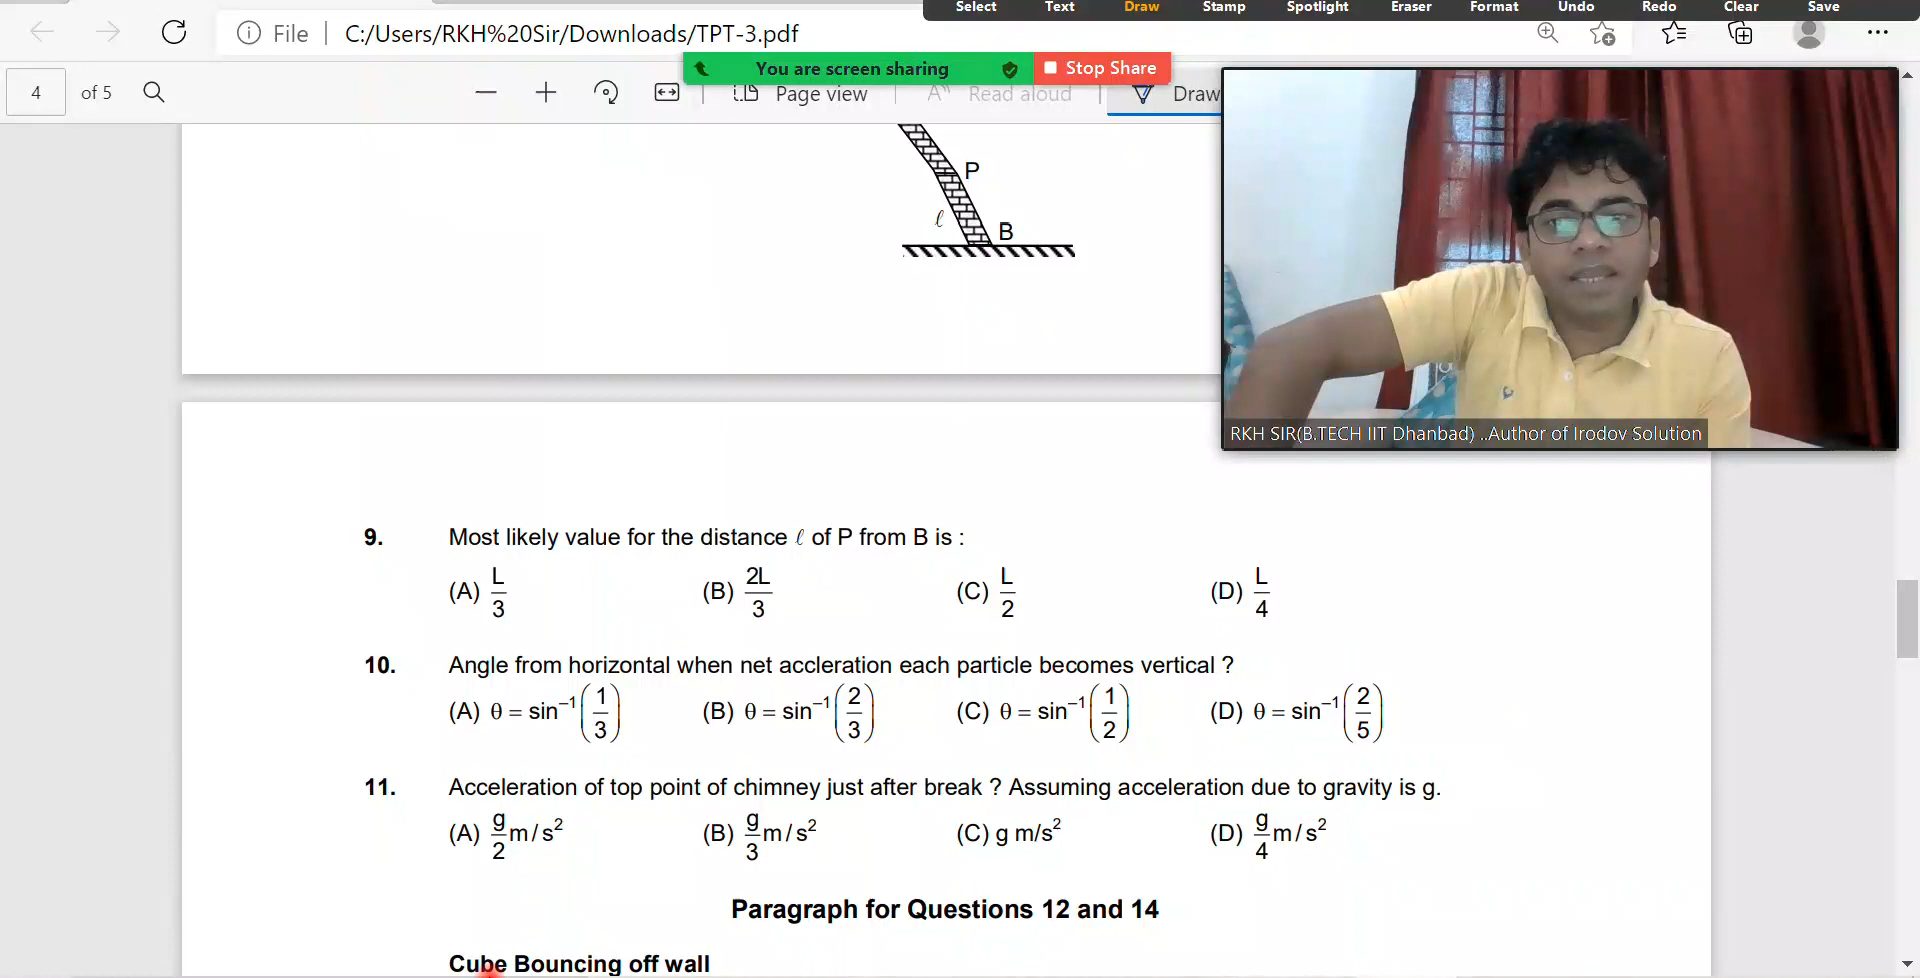 Select Text Draw Stamp Spotlight Eraser Format Undo Redo Clear Save
File | C:/Users/RKH%20Sir/Downloads/TPT-3.pdf
You are screen sharing Stop Share
4 of 5 Page view Read aloud Draw
P
ℓ
B
RKH SIR(B.TECH IIT Dhanbad) ..Author of Irodov Solution
9. Most likely value for the distance ℓ of P from B is :
(A) L/3 (B) 2L/3 (C) L/2 (D) L/4
10. Angle from horizontal when net accleration each particle becomes vertical ?
(A) θ = sin⁻¹(1/3) (B) θ = sin⁻¹(2/3) (C) θ = sin⁻¹(1/2) (D) θ = sin⁻¹(2/5)
11. Acceleration of top point of chimney just after break ? Assuming acceleration due to gravity is g.
(A) g/2 m/s² (B) g/3 m/s² (C) g m/s² (D) g/4 m/s²
Paragraph for Questions 12 and 14
Cube Bouncing off wall